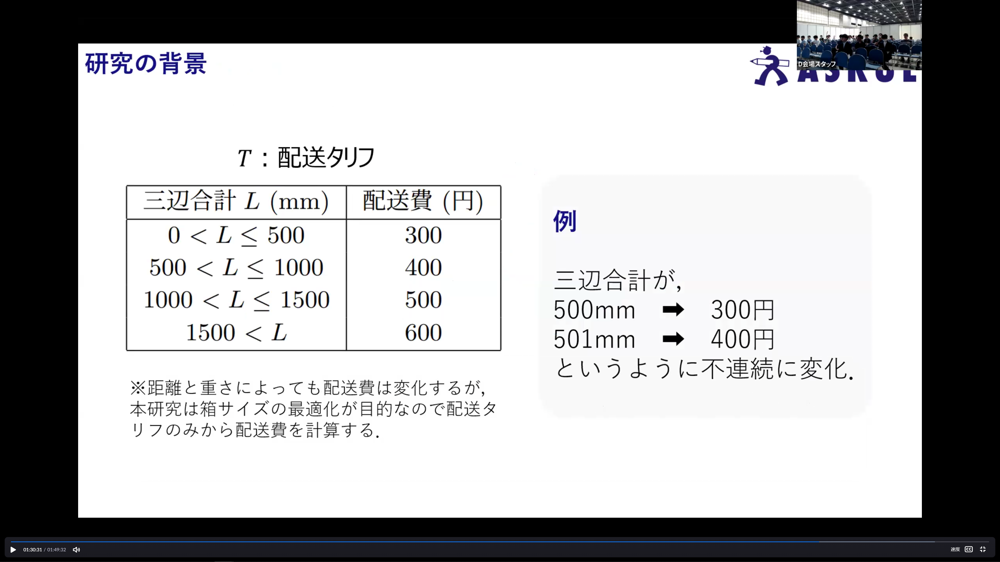 研究の背景
D会場スタッフ
ASKUL
T：配送タリフ
三辺合計 L (mm) 配送費 (円)
0 < L ≤ 500 300
500 < L ≤ 1000 400
1000 < L ≤ 1500 500
1500 < L 600
※距離と重さによっても配送費は変化するが,
本研究は箱サイズの最適化が目的なので配送タ
リフのみから配送費を計算する.
例
三辺合計が,
500mm ➡ 300円
501mm ➡ 400円
というように不連続に変化.
01:30:31 / 01:49:32
速度 CC